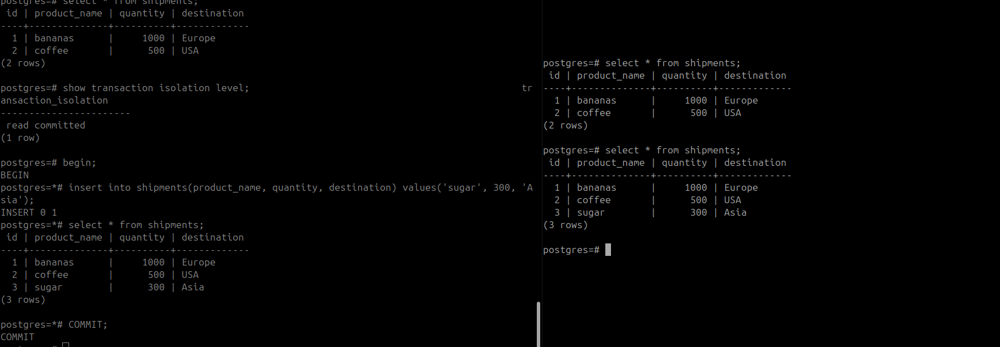 postgres=# select * from shipments;
 id | product_name | quantity | destination
----+--------------+----------+-------------
  1 | bananas      |     1000 | Europe
  2 | coffee       |      500 | USA
(2 rows)

postgres=# show transaction isolation level;                                                tr
ansaction_isolation
-----------------------
 read committed
(1 row)

postgres=# begin;
BEGIN
postgres=*# insert into shipments(product_name, quantity, destination) values('sugar', 300, 'A
sia');
INSERT 0 1
postgres=*# select * from shipments;
 id | product_name | quantity | destination
----+--------------+----------+-------------
  1 | bananas      |     1000 | Europe
  2 | coffee       |      500 | USA
  3 | sugar        |      300 | Asia
(3 rows)

postgres=*# COMMIT;
COMMIT
postgres=#

postgres=# select * from shipments;
 id | product_name | quantity | destination
----+--------------+----------+-------------
  1 | bananas      |     1000 | Europe
  2 | coffee       |      500 | USA
(2 rows)

postgres=# select * from shipments;
 id | product_name | quantity | destination
----+--------------+----------+-------------
  1 | bananas      |     1000 | Europe
  2 | coffee       |      500 | USA
  3 | sugar        |      300 | Asia
(3 rows)

postgres=#